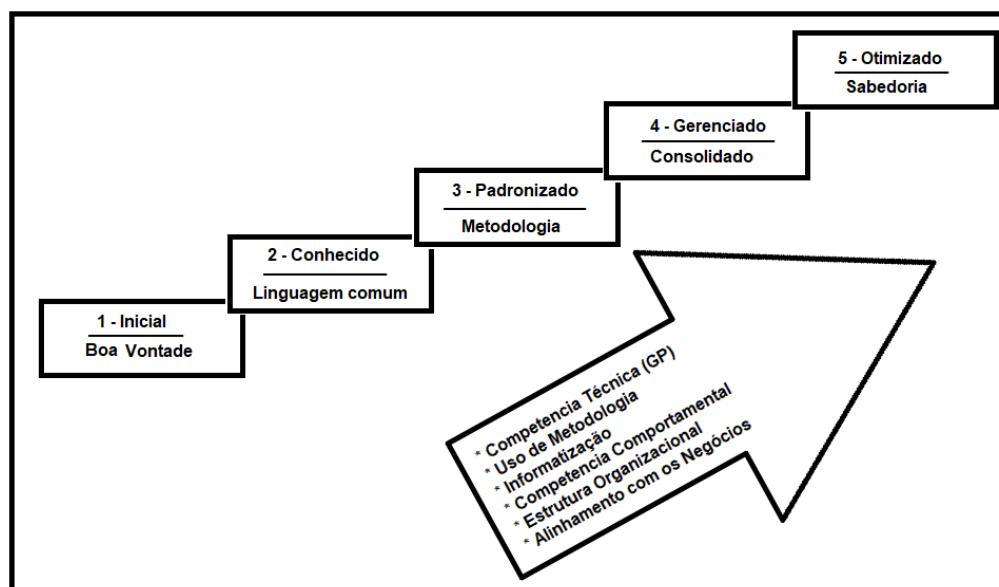 5 - Otimizado
Sabedoria
4 - Gerenciado
Consolidado
3 - Padronizado
Metodologia
2 - Conhecido
Linguagem comum
1 - Inicial
Boa Vontade
* Competencia Técnica (GP)
* Uso de Metodologia
* Informatização
* Competencia Comportamental
* Estrutura Organizacional
* Alinhamento com os Negócios